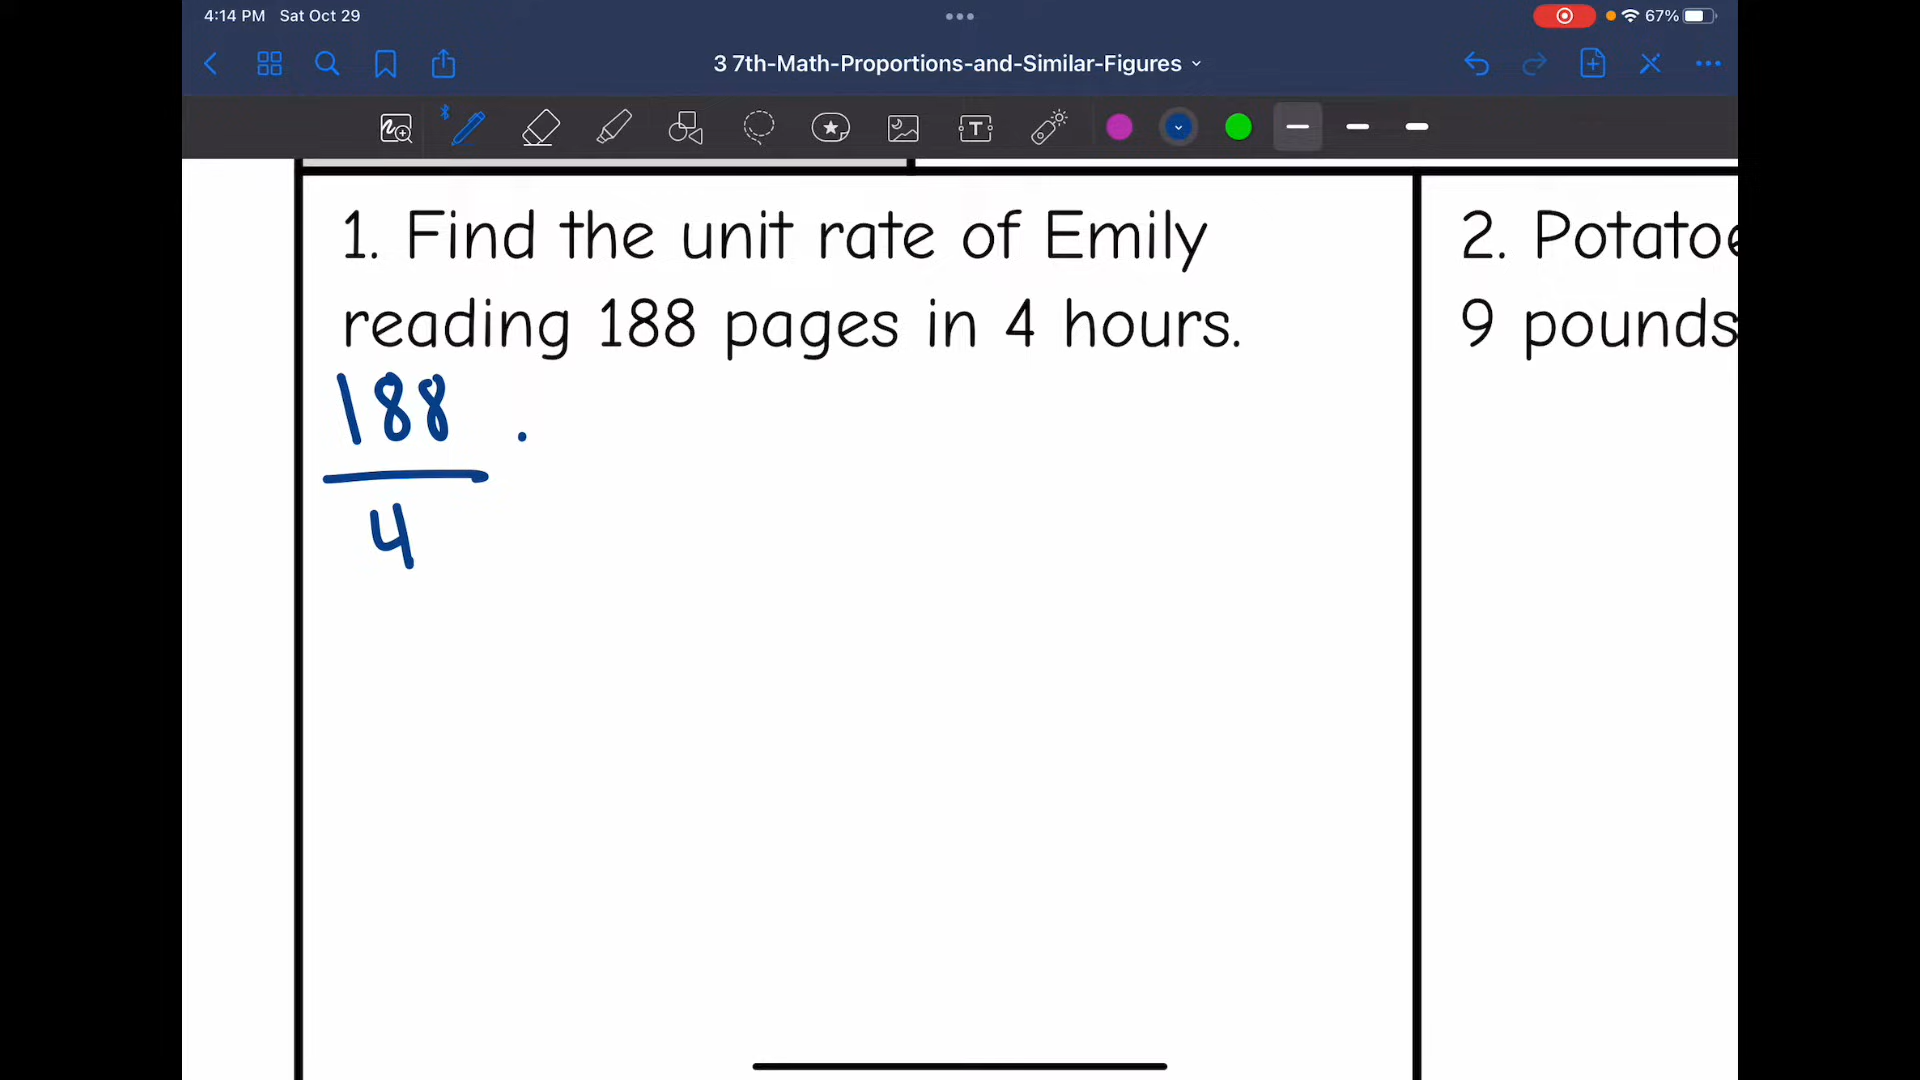 4:14 PM Sat Oct 29
67%
3 7th-Math-Proportions-and-Similar-Figures
T
1. Find the unit rate of Emily
reading 188 pages in 4 hours.
188 .
4
2. Potatoe
9 pounds